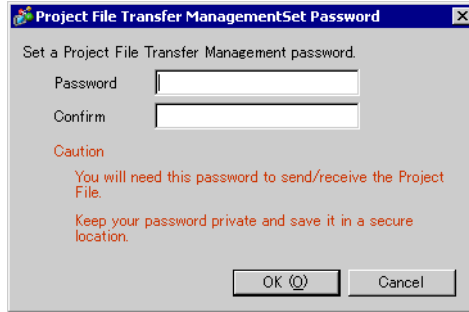 Project File Transfer ManagementSet Password
Set a Project File Transfer Management password.
Password
Confirm
Caution
You will need this password to send/receive the Project
File.
Keep your password private and save it in a secure
location.
OK (O)
Cancel